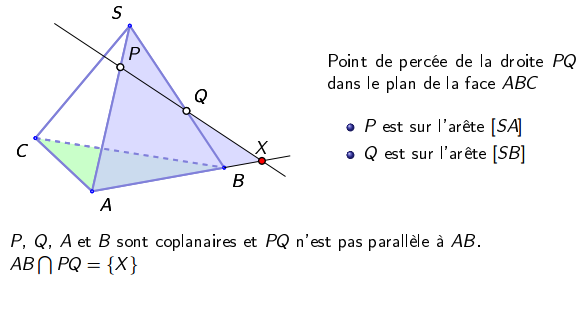 S
P
Q
X
C
B
A
Point de percée de la droite PQ
dans le plan de la face ABC
P est sur l'arête [SA]
Q est sur l'arête [SB]
P, Q, A et B sont coplanaires et PQ n'est pas parallèle à AB.
AB ⋂ PQ = {X}